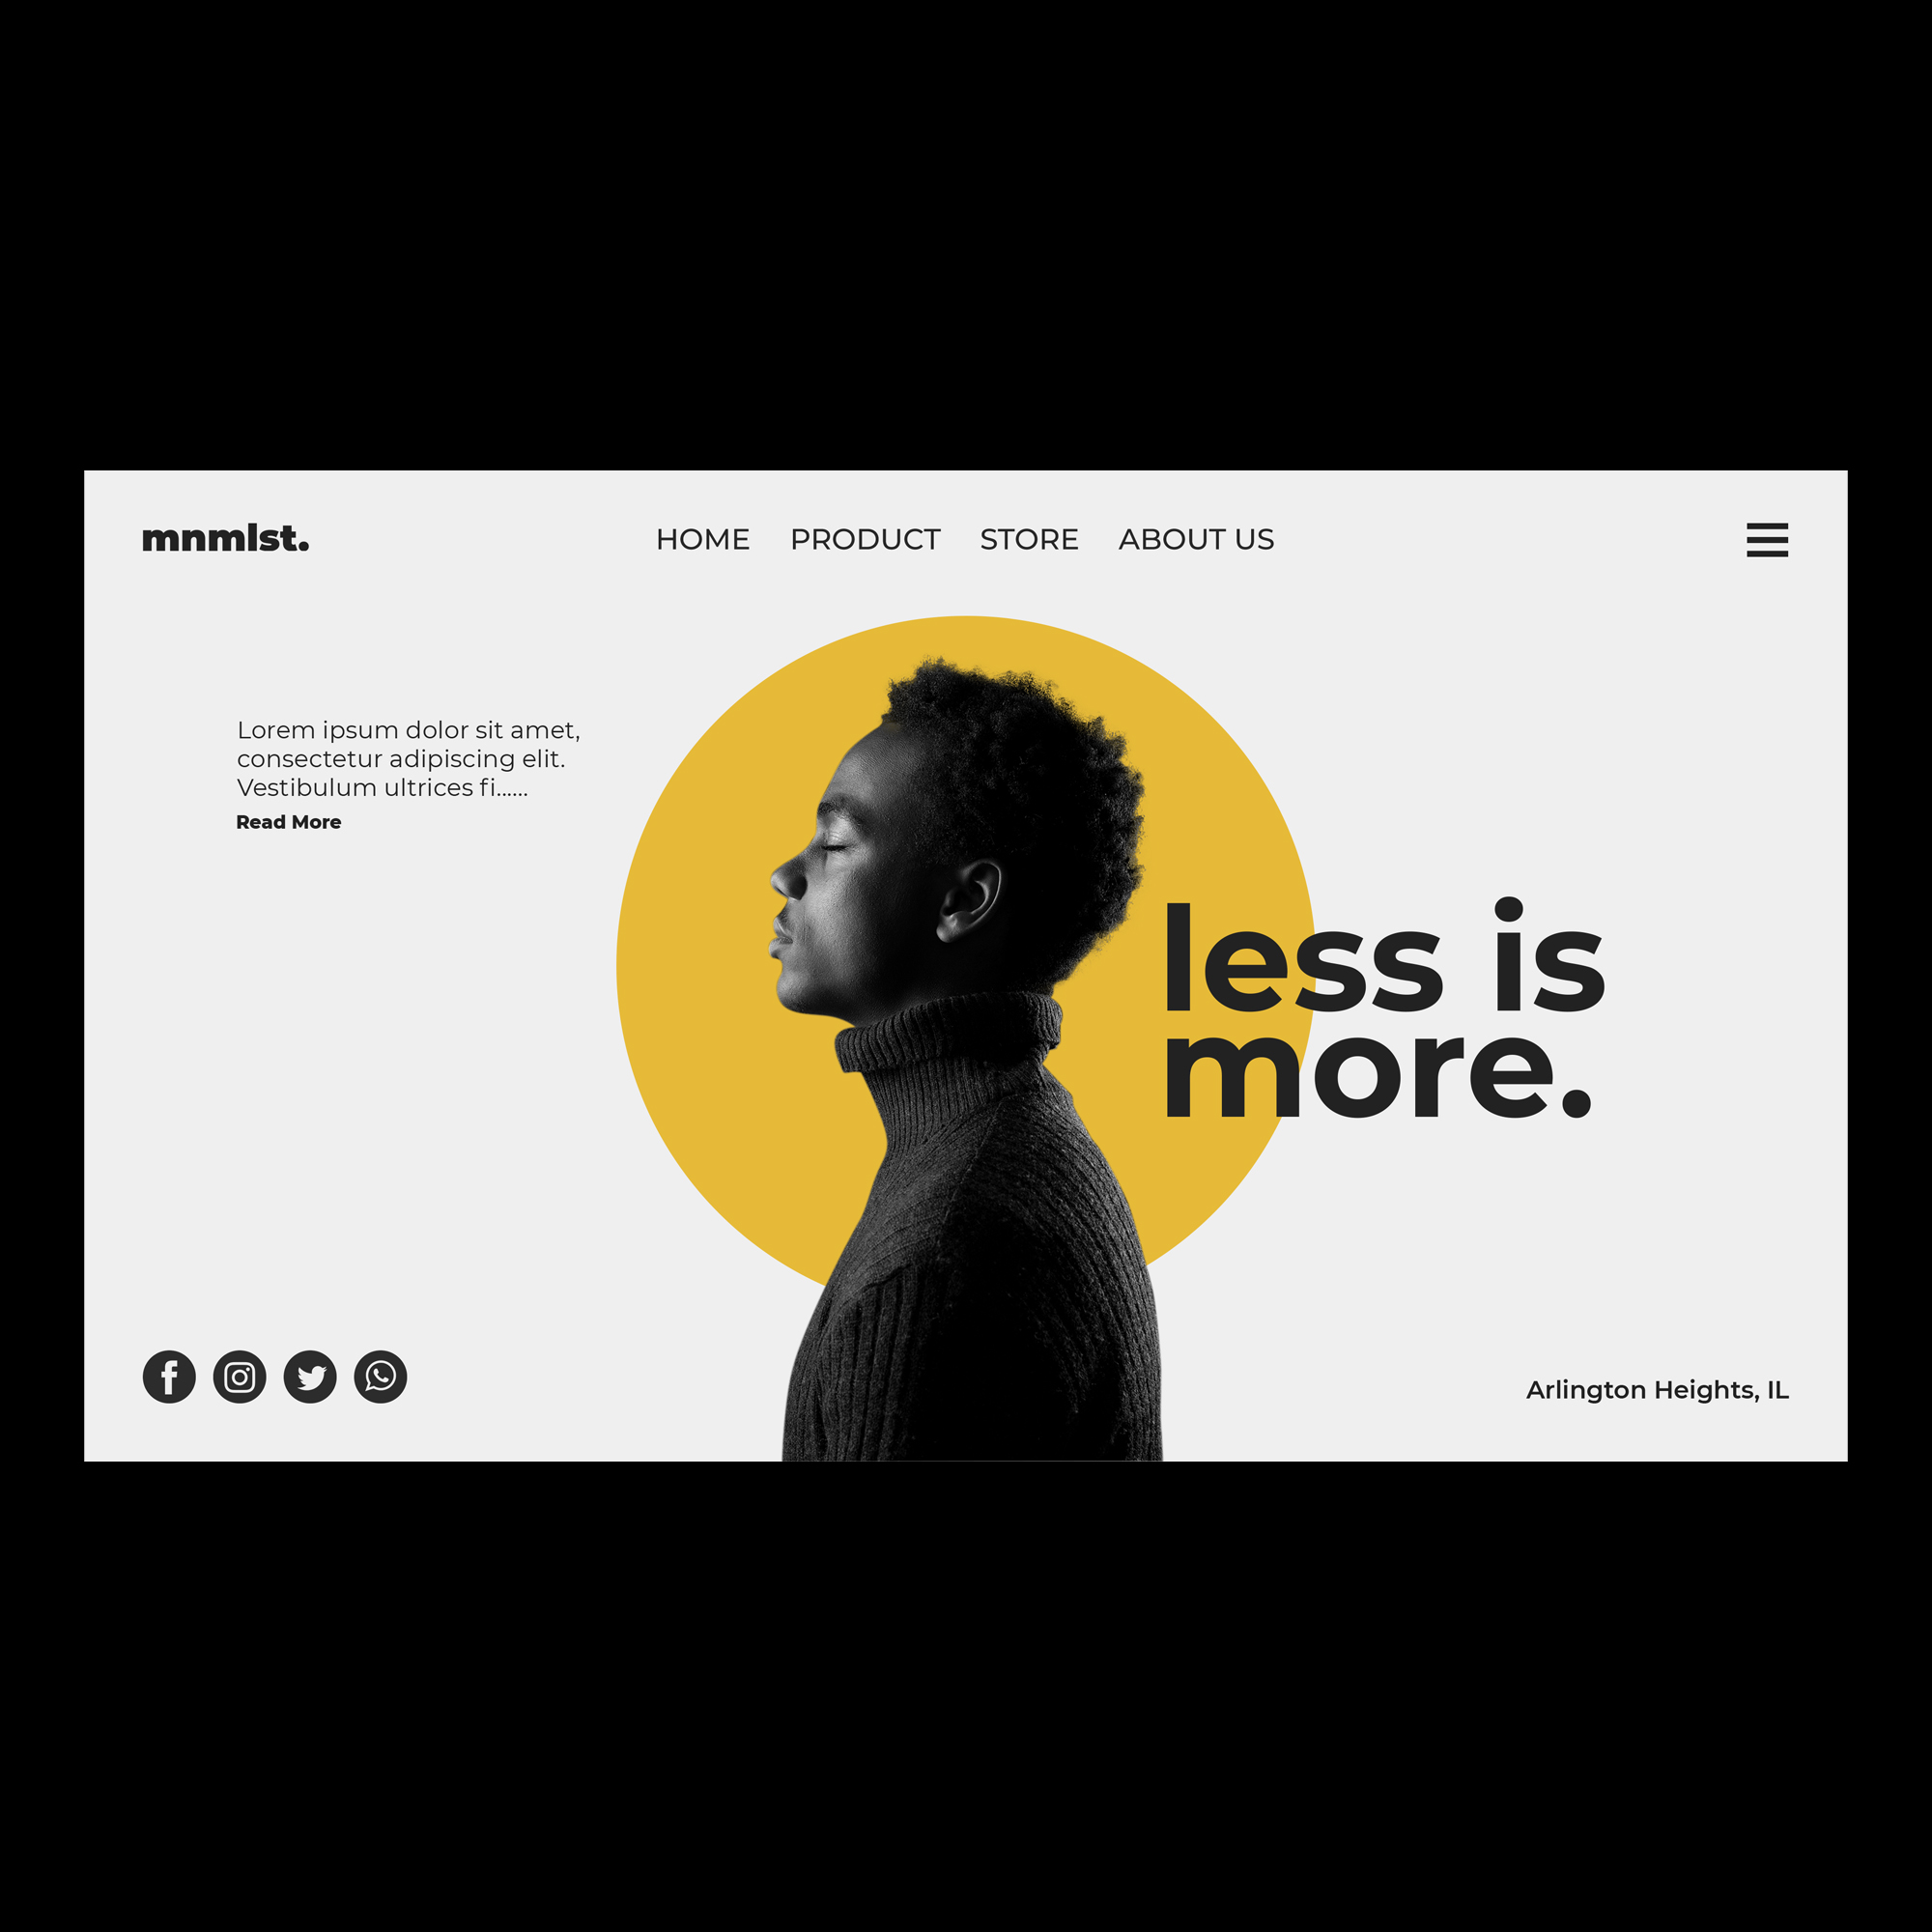 mnmlst.
HOME PRODUCT STORE ABOUT US
Lorem ipsum dolor sit amet,
consectetur adipiscing elit.
Vestibulum ultrices fi......
Read More
less is
more.
Arlington Heights, IL